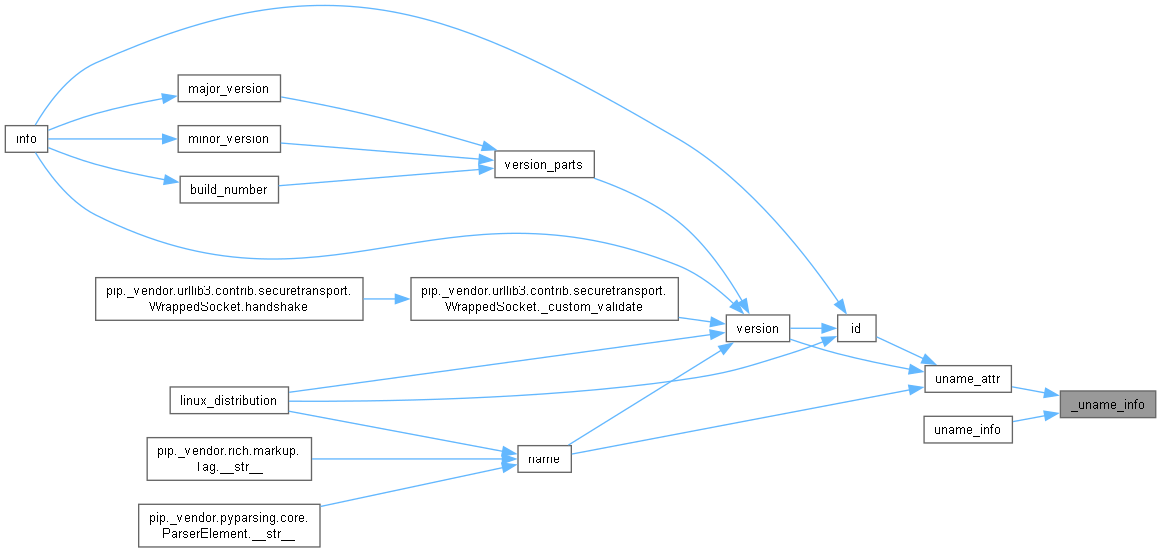 info
major_version
minor_version
build_number
version_parts
pip._vendor.urllib3.contrib.securetransport.
WrappedSocket.handshake
pip._vendor.urllib3.contrib.securetransport.
WrappedSocket._custom_validate
version
id
linux_distribution
uname_attr
_uname_info
uname_info
pip._vendor.rich.markup.
Tag.__str__
name
pip._vendor.pyparsing.core.
ParserElement.__str__